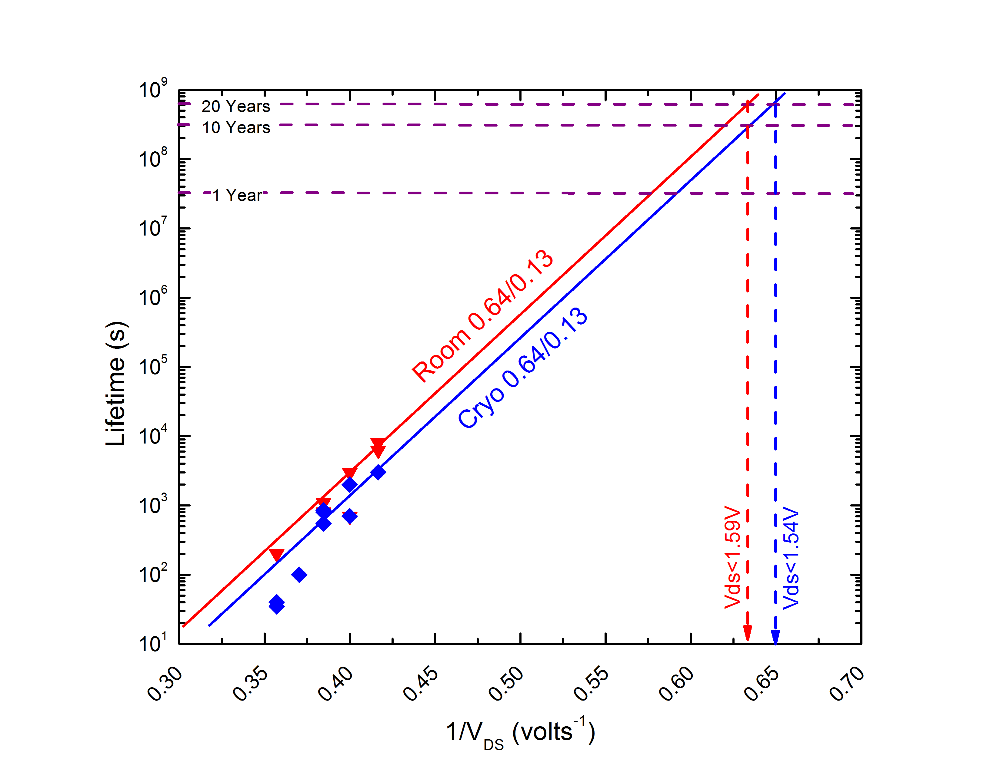 10^9
20 Years
10 Years
10^8
1 Year
10^7
10^6
10^5
10^4
10^3
10^2
10^1
Lifetime (s)
Room 0.64/0.13
Cryo 0.64/0.13
Vds<1.59V
Vds<1.54V
0.30 0.35 0.40 0.45 0.50 0.55 0.60 0.65 0.70
1/V_DS (volts^-1)